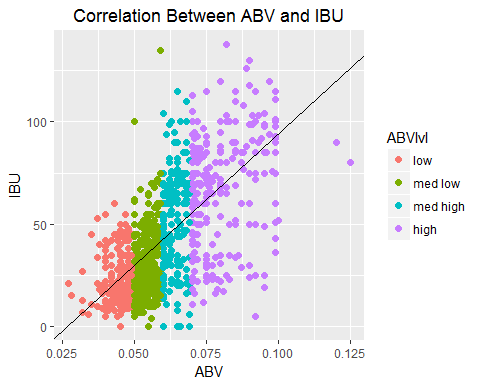 Correlation Between ABV and IBU
IBU
100
50
0
0.025
0.050
0.075
0.100
0.125
ABV
ABVlvl
low
med low
med high
high